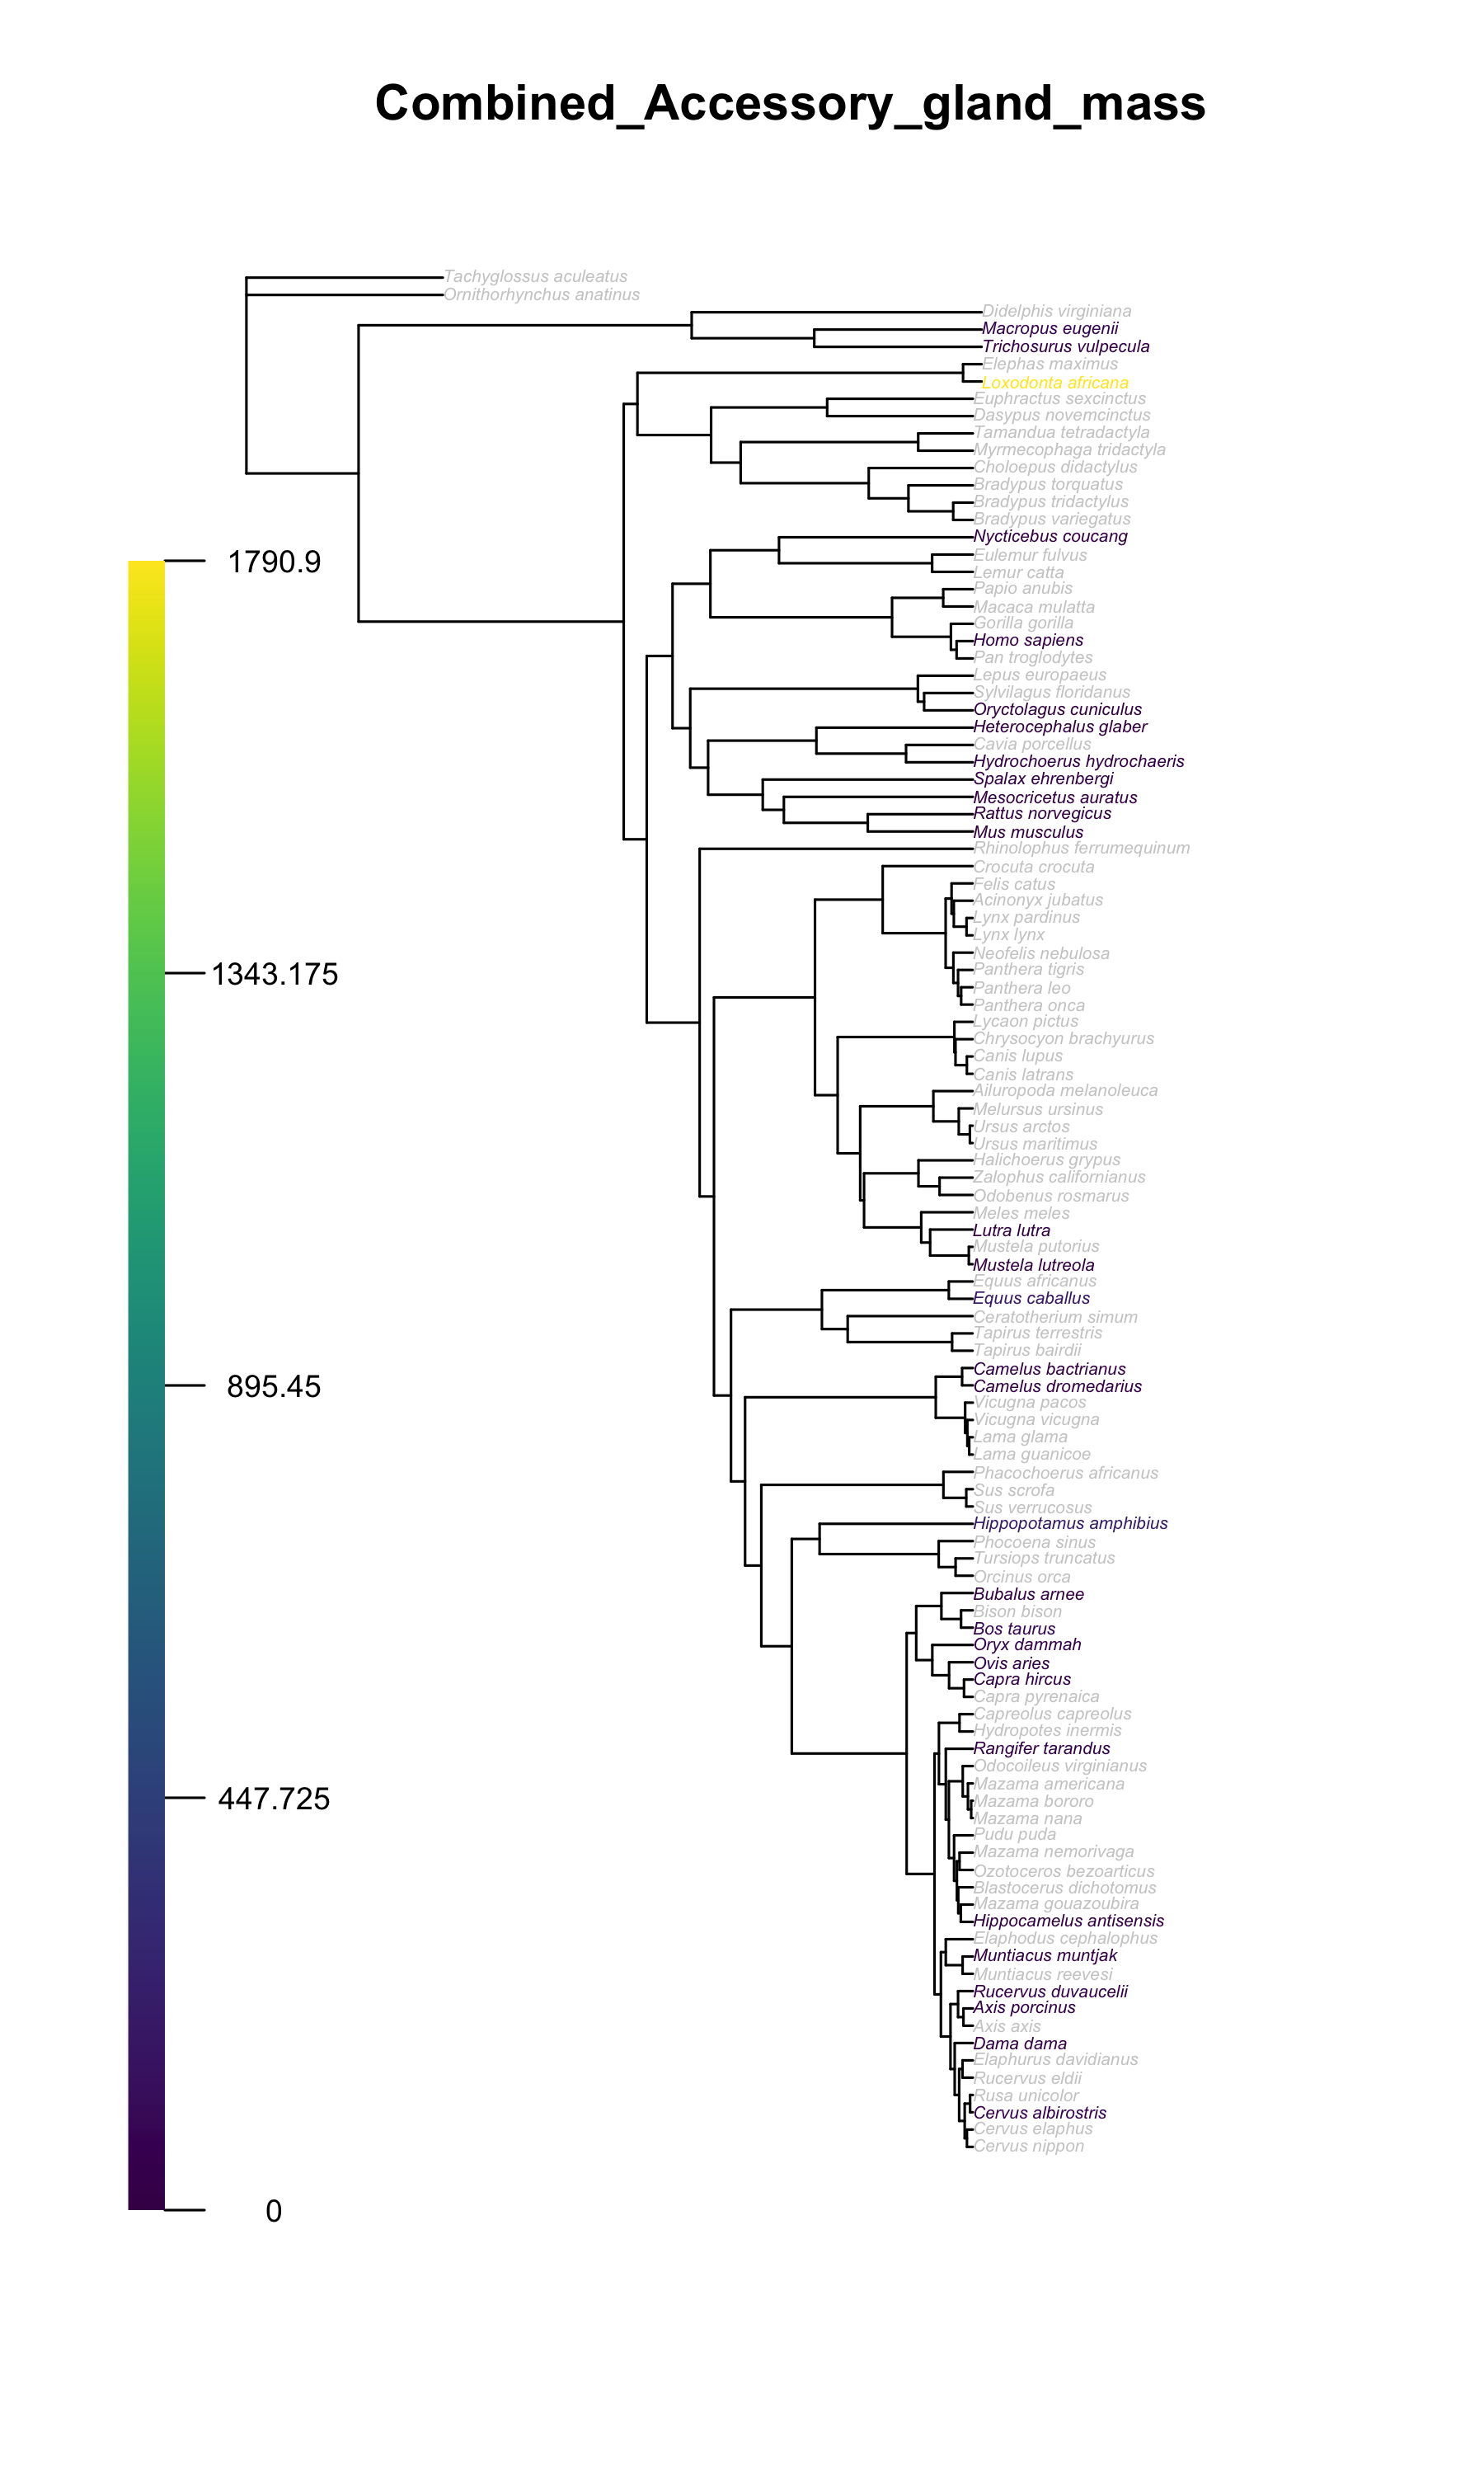 Combined_Accessory_gland_mass
Tachyglossus aculeatus
Ornithorhynchus anatinus
Didelphis virginiana
Macropus eugenii
Trichosurus vulpecula
Elephas maximus
Loxodonta africana
Euphractus sexcinctus
Dasypus novemcinctus
Tamandua tetradactyla
Myrmecophaga tridactyla
Choloepus didactylus
Bradypus torquatus
Bradypus tridactylus
Bradypus variegatus
Nycticebus coucang
Eulemur fulvus
Lemur catta
Papio anubis
Macaca mulatta
Gorilla gorilla
Homo sapiens
Pan troglodytes
Lepus europaeus
Sylvilagus floridanus
Oryctolagus cuniculus
Heterocephalus glaber
Cavia porcellus
Hydrochoerus hydrochaeris
Spalax ehrenbergi
Mesocricetus auratus
Rattus norvegicus
Mus musculus
Rhinolophus ferrumequinum
Crocuta crocuta
Felis catus
Acinonyx jubatus
Lynx pardinus
Lynx lynx
Neofelis nebulosa
Panthera tigris
Panthera leo
Panthera onca
Lycaon pictus
Chrysocyon brachyurus
Canis lupus
Canis latrans
Ailuropoda melanoleuca
Melursus ursinus
Ursus arctos
Ursus maritimus
Halichoerus grypus
Zalophus californianus
Odobenus rosmarus
Meles meles
Lutra lutra
Mustela putorius
Mustela lutreola
Equus africanus
Equus caballus
Ceratotherium simum
Tapirus terrestris
Tapirus bairdii
Camelus bactrianus
Camelus dromedarius
Vicugna pacos
Vicugna vicugna
Lama glama
Lama guanicoe
Phacochoerus africanus
Sus scrofa
Sus verrucosus
Hippopotamus amphibius
Phocoena sinus
Tursiops truncatus
Orcinus orca
Bubalus arnee
Bison bison
Bos taurus
Oryx dammah
Ovis aries
Capra hircus
Capra pyrenaica
Capreolus capreolus
Hydropotes inermis
Rangifer tarandus
Odocoileus virginianus
Mazama americana
Mazama bororo
Mazama nana
Pudu puda
Mazama nemorivaga
Ozotoceros bezoarticus
Blastocerus dichotomus
Mazama gouazoubira
Hippocamelus antisensis
Elaphodus cephalophus
Muntiacus muntjak
Muntiacus reevesi
Rucervus duvaucelii
Axis porcinus
Axis axis
Dama dama
Elaphurus davidianus
Rucervus eldii
Rusa unicolor
Cervus albirostris
Cervus elaphus
Cervus nippon
1790.9
1343.175
895.45
447.725
0